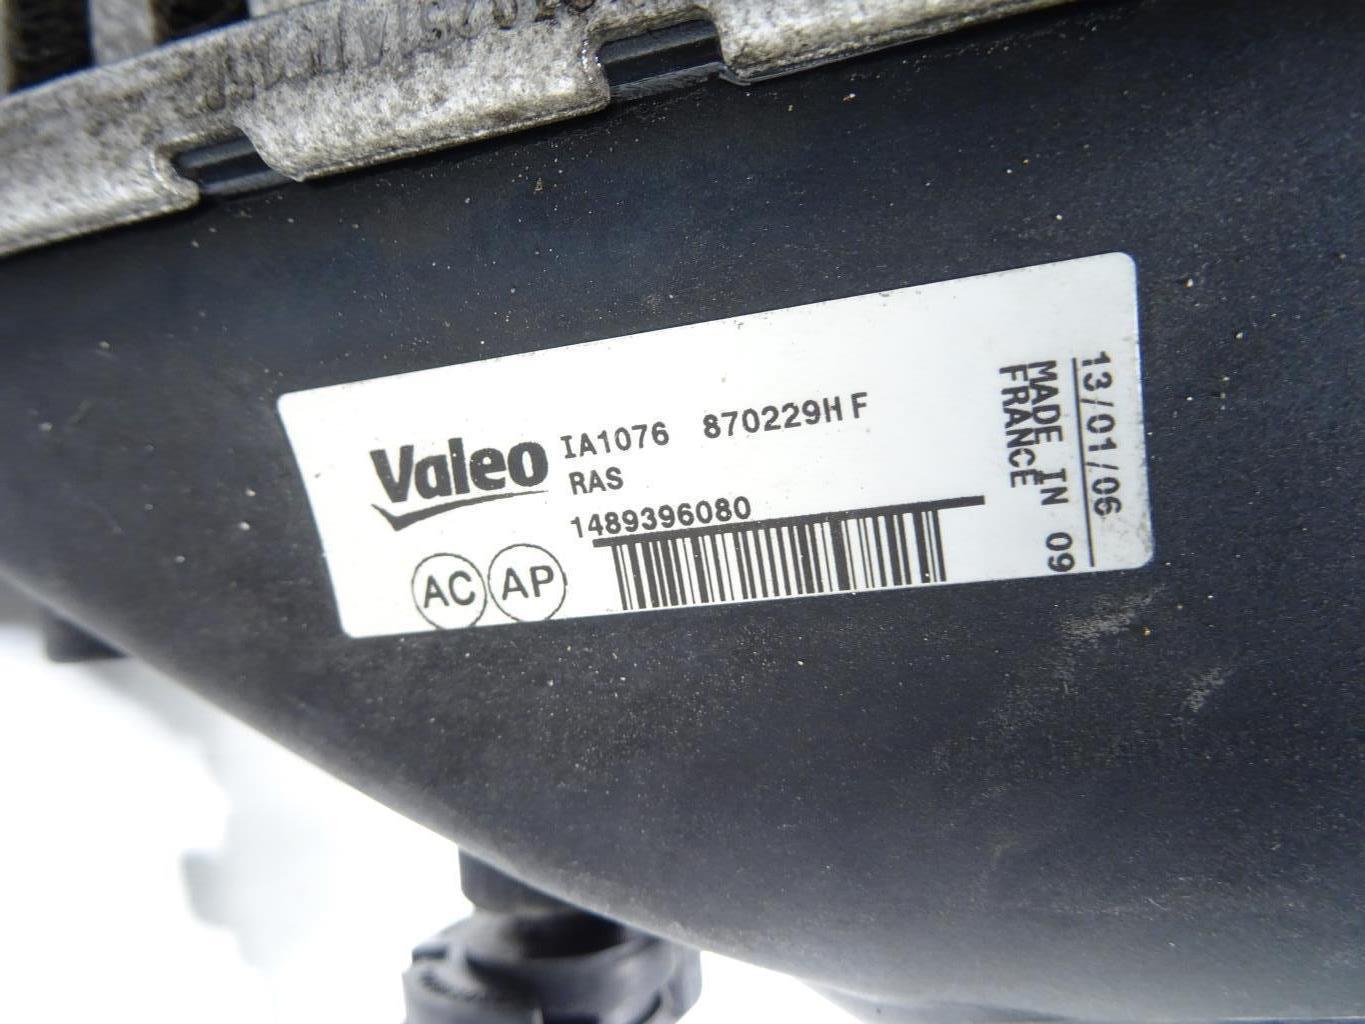 Valeo
IA1076 870229H F
RAS
1489396080
AC AP
13/01/06
MADE IN 09
FRANCE